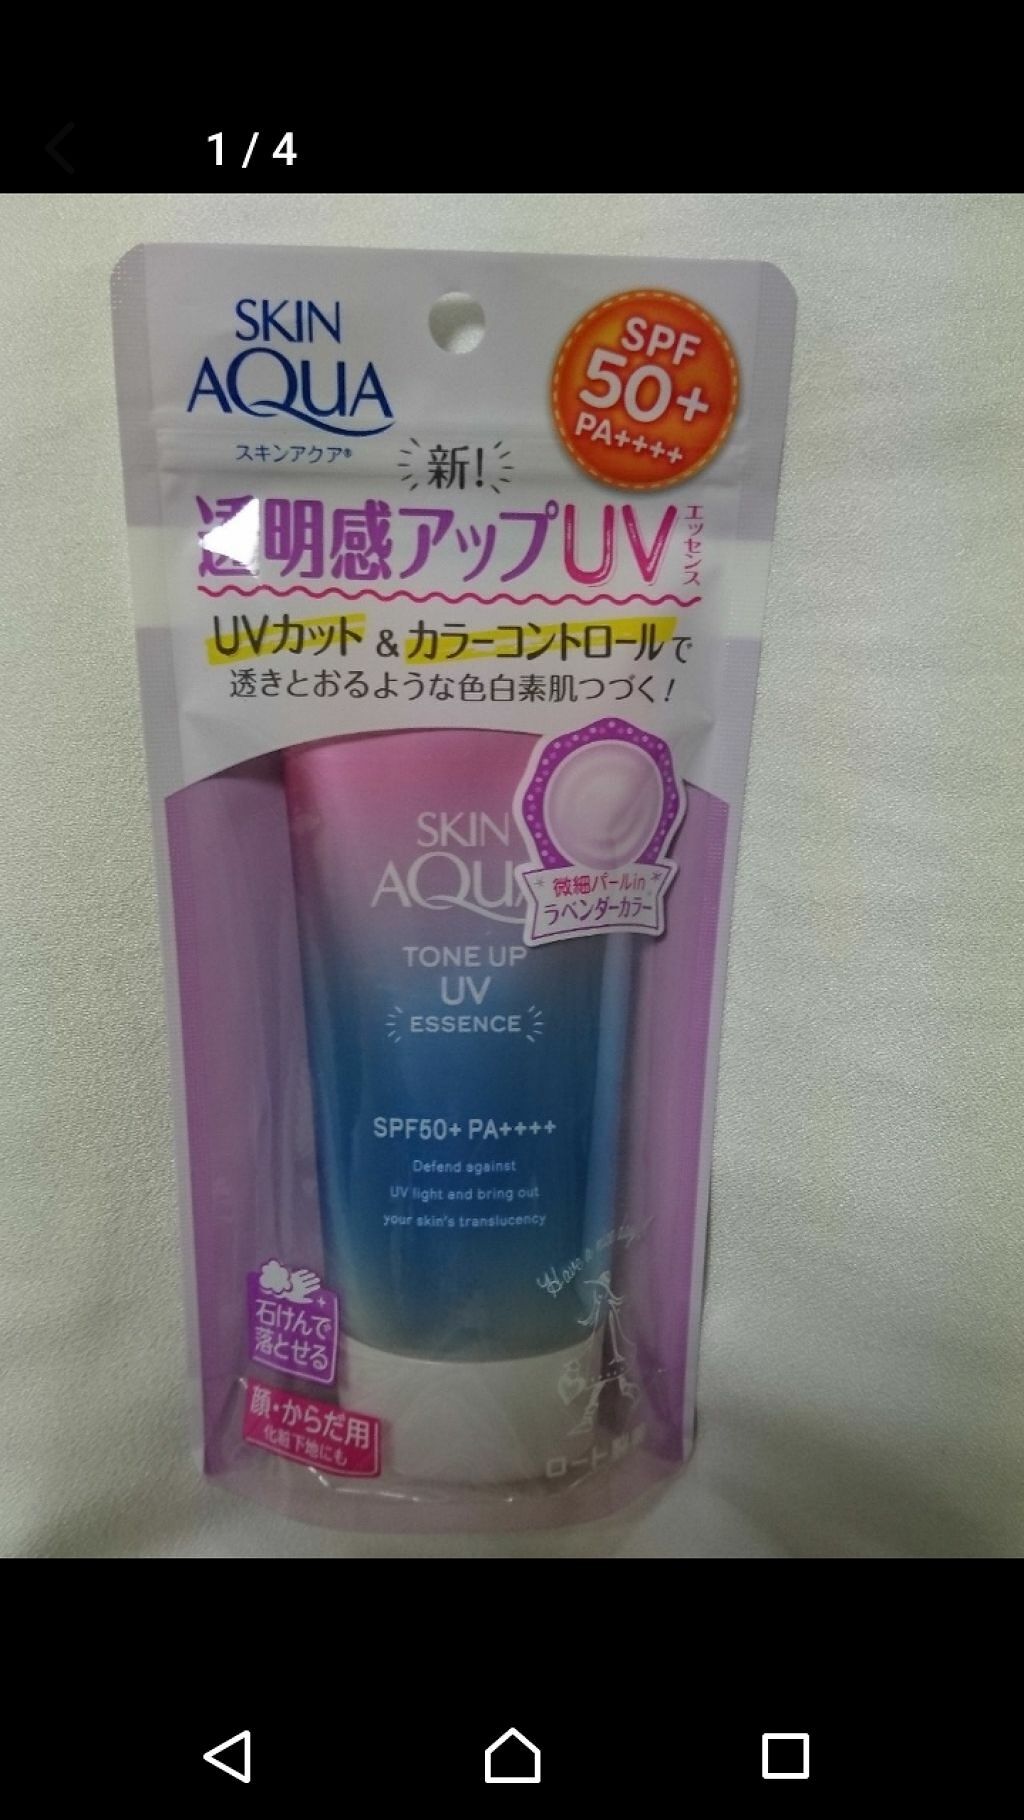 1 / 4
SKIN
AQUA
スキンアクア®
SPF
50+
PA++++
新!
透明感アップUV
エッセンス
UVカット & カラーコントロールで
透きとおるような色白素肌つづく!
微細パールin
ラベンダーカラー
SKIN
AQUA
TONE UP
UV
ESSENCE
SPF50+ PA++++
Defend against
UV light and bring out
your skin's translucency
Have a
石けんで
落とせる
顔・からだ用
化粧下地にも
ロート製薬